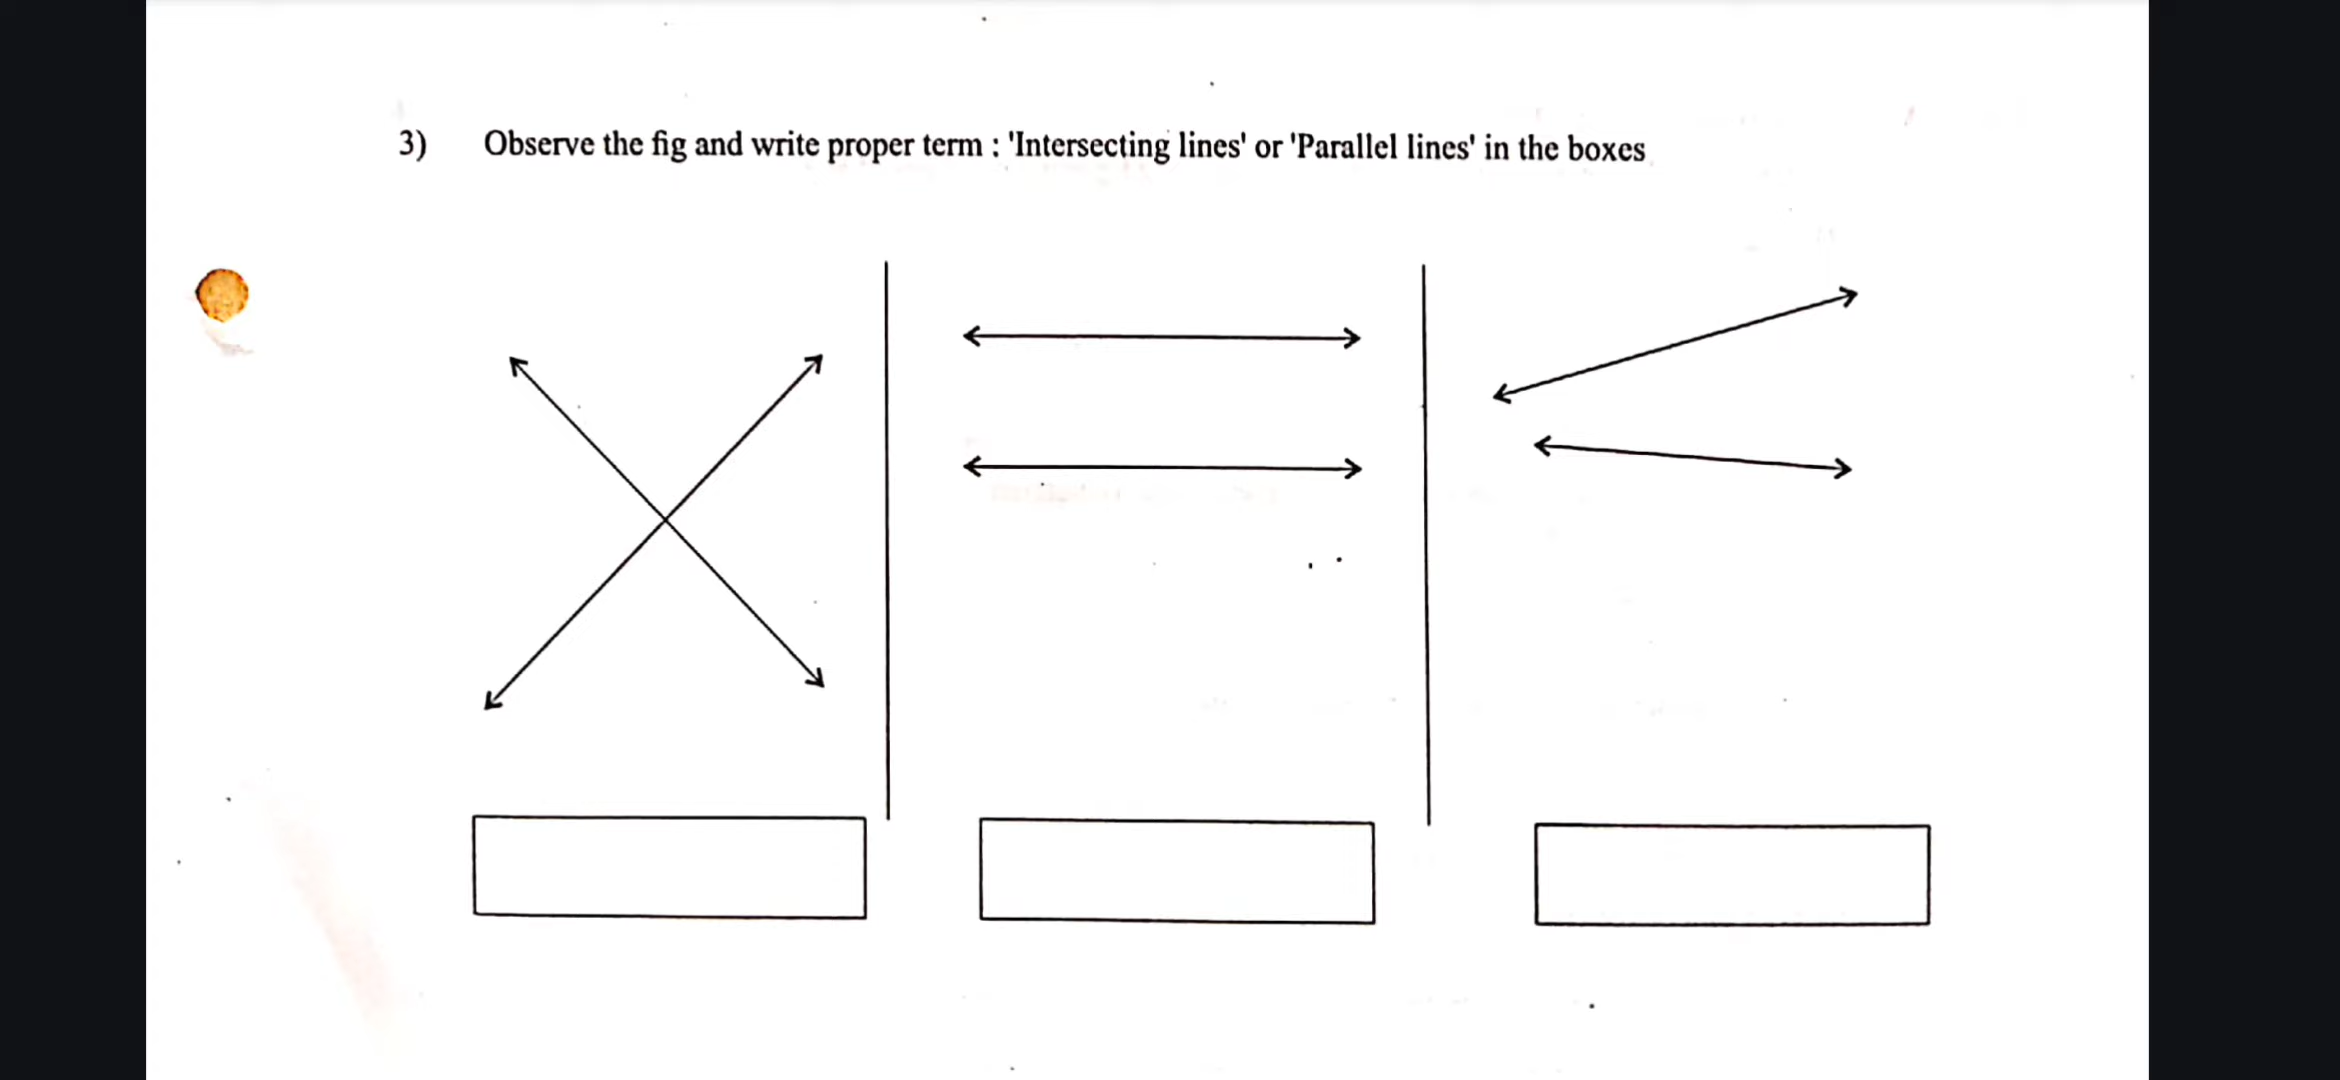 3) Observe the fig and write proper term : 'Intersecting lines' or 'Parallel lines' in the boxes